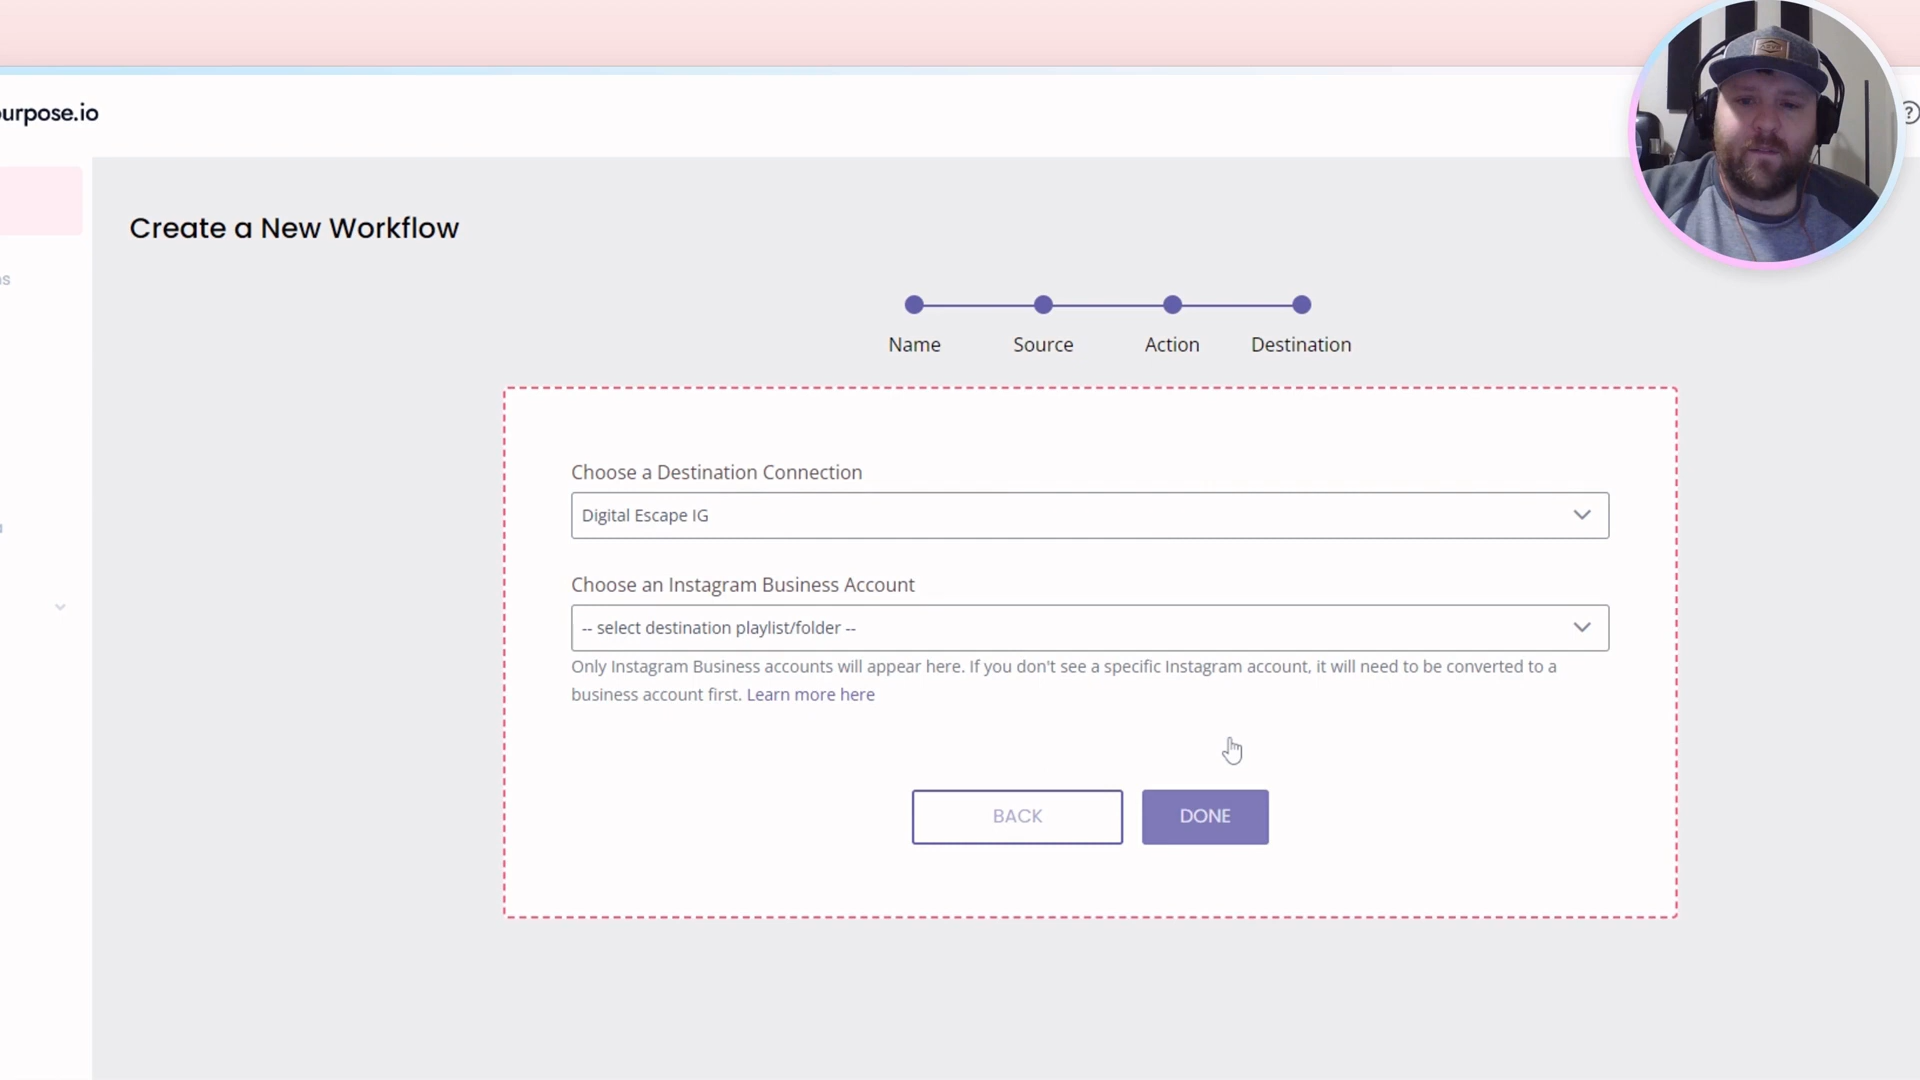 urpose.io
?
Create a New Workflow
ns
Name
Source
Action
Destination
Choose a Destination Connection
Digital Escape IG
Choose an Instagram Business Account
-- select destination playlist/folder --
Only Instagram Business accounts will appear here. If you don't see a specific Instagram account, it will need to be converted to a
business account first. Learn more here
BACK
DONE